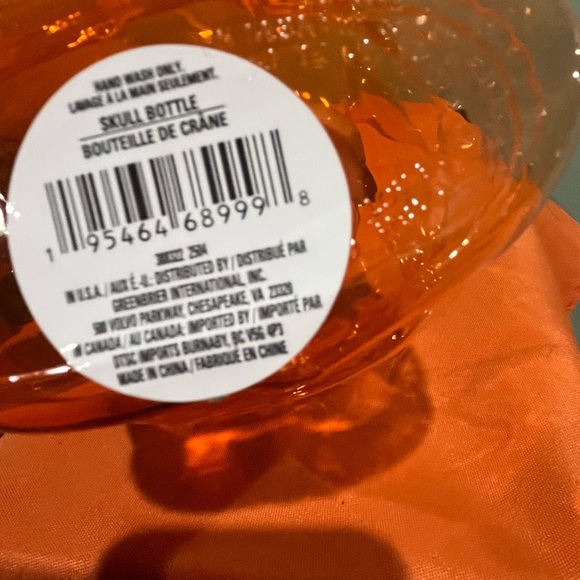 HAND WASH ONLY.
LAVAGE À LA MAIN SEULEMENT.
SKULL BOTTLE
BOUTEILLE DE CRÂNE
1 95464 68999 8
2504
IN U.S.A./AUX É.-U.: DISTRIBUTED BY / DISTRIBUÉ PAR
GREENBRIER INTERNATIONAL, INC.
500 VOLVO PARKWAY, CHESAPEAKE, VA 23320
IN CANADA / AU CANADA: IMPORTED BY / IMPORTÉ PAR
DTSC IMPORTS BURNABY, BC V5G 4P3
MADE IN CHINA / FABRIQUÉ EN CHINE